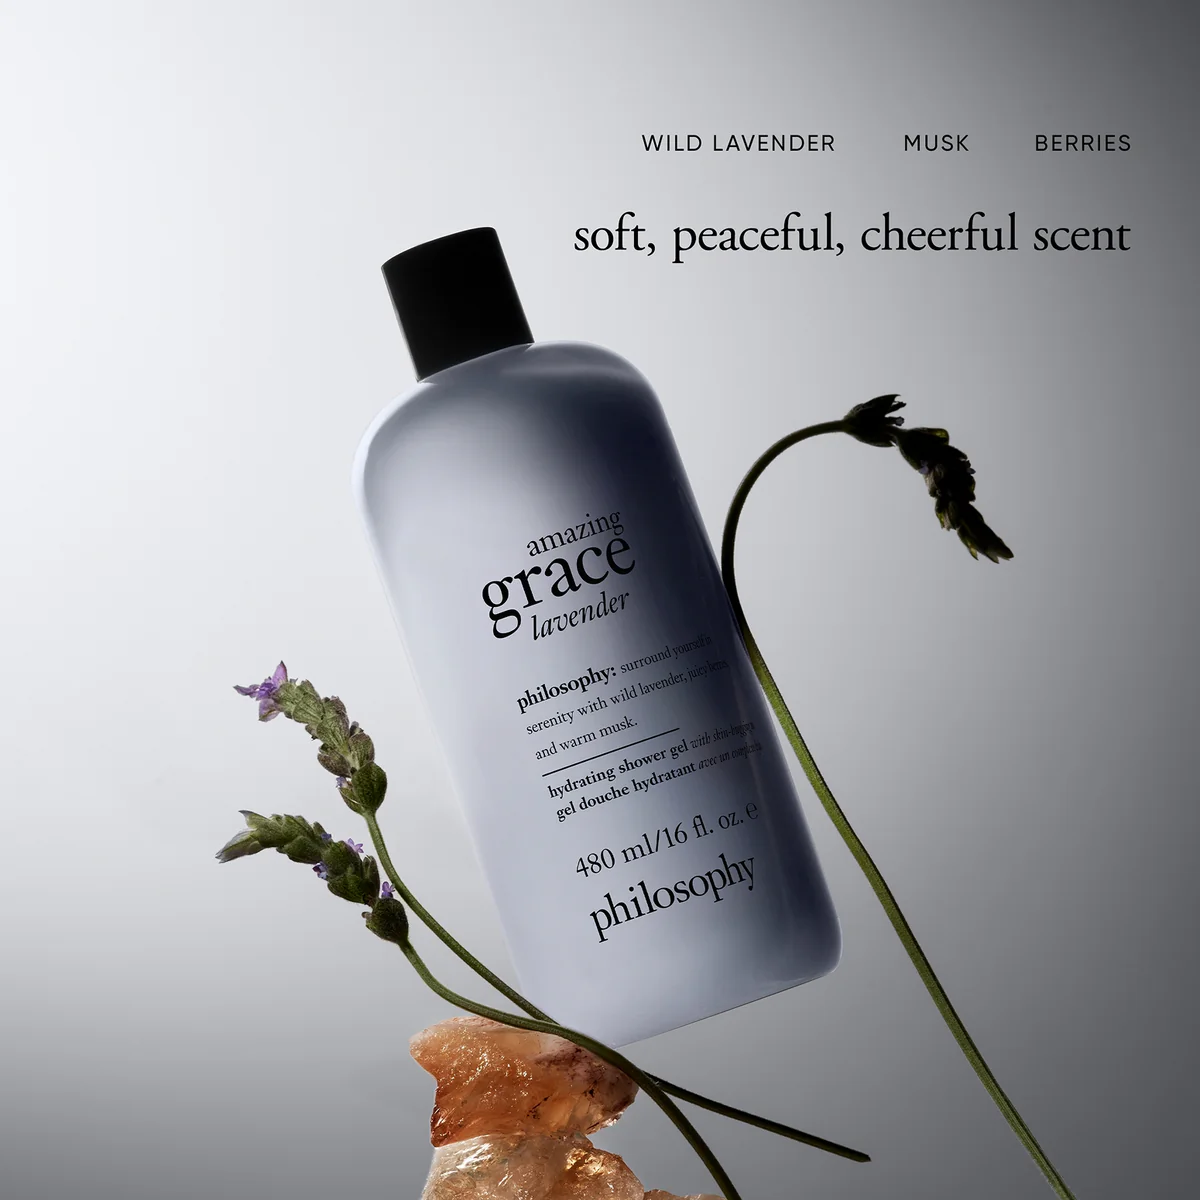 WILD LAVENDER MUSK BERRIES
soft, peaceful, cheerful scent
amazing
grace
lavender
philosophy: surround yourself in
serenity with wild lavender, juicy berries
and warm musk.
hydrating shower gel with skin-
gel douche hydratant avec un
480 ml/16 fl. oz. ℮
philosophy